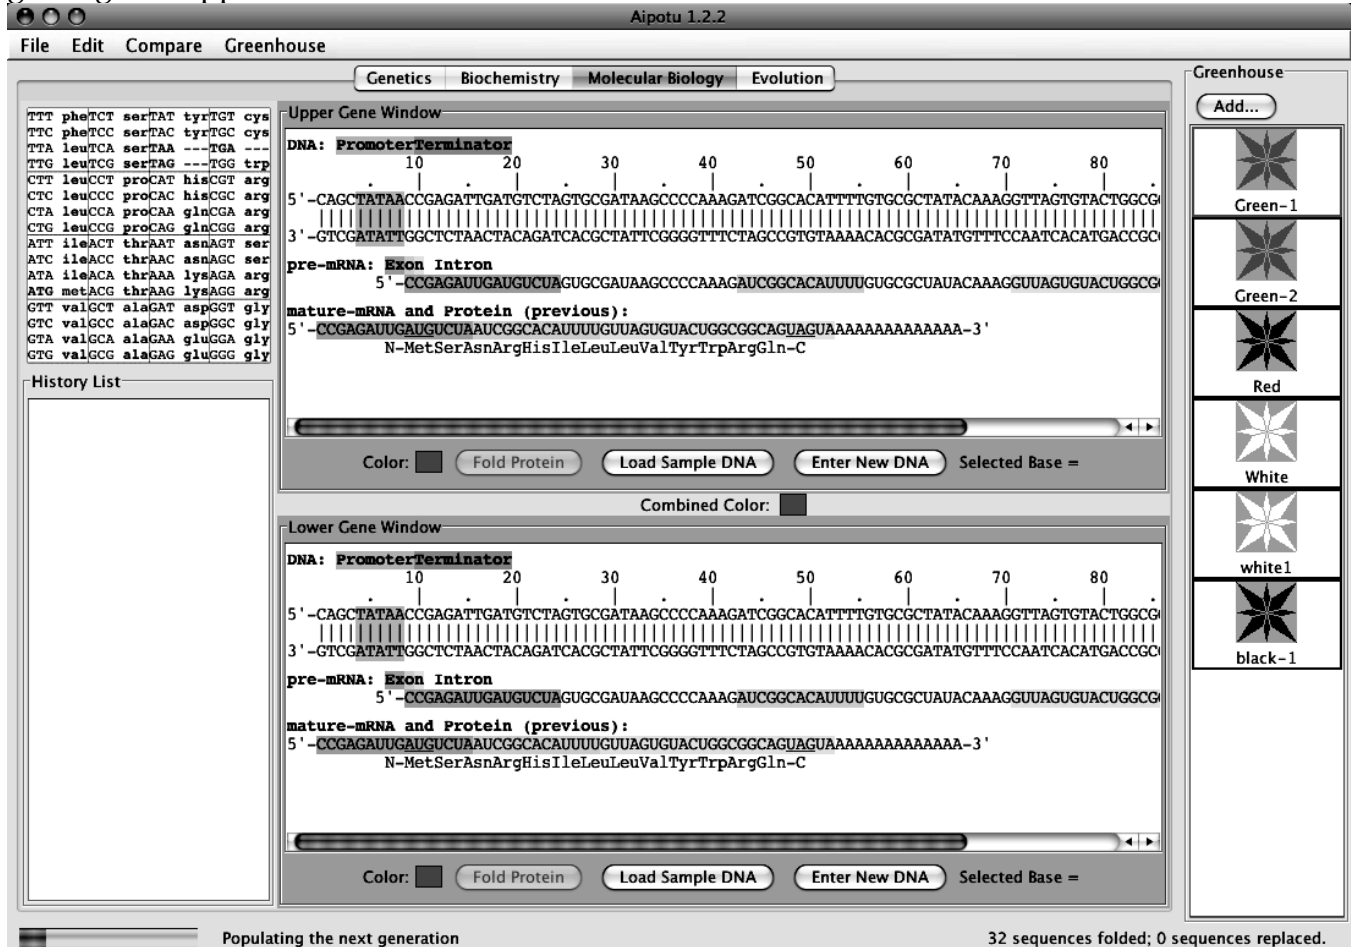 Aipotu 1.2.2
File Edit Compare Greenhouse
Genetics Biochemistry Molecular Biology Evolution
TTT pheTCT serTAT tyrTGT cys
TTC pheTCC serTAC tyrTGC cys
TTA leuTCA serTAA ---TGA ---
TTG leuTCG serTAG ---TGG trp
CTT leuCCT proCAT hisCGT arg
CTC leuCCC proCAC hisCGC arg
CTA leuCCA proCAA glnCGA arg
CTG leuCCG proCAG glnCGG arg
ATT ileACT thrAAT asnAGT ser
ATC ileACC thrAAC asnAGC ser
ATA ileACA thrAAA lysAGA arg
ATG metACG thrAAG lysAGG arg
GTT valGCT alaGAT aspGGT gly
GTC valGCC alaGAC aspGGC gly
GTA valGCA alaGAA gluGGA gly
GTG valGCG alaGAG gluGGG gly
History List
Upper Gene Window
DNA: PromoterTerminator
10 20 30 40 50 60 70 80
5'-CAGCTATAACCGAGATTGATGTCTAGTGCGATAAGCCCCAAAGATCGGCACATTTTGTGCGCTATACAAAGGTTAGTGTACTGGCG
3'-GTCGATATTGGCTCTAACTACAGATCACGCTATTCGGGGTTTCTAGCCGTGTAAAACACGCGATATGTTTCCAATCACATGACCGC
pre-mRNA: Exon Intron
5'-CCGAGAUUGAUGUCUAGUGCGAUAAGCCCCAAAGAUCGGCACAUUUUGUGCGCUAUACAAAGGUUAGUGUACUGGCG
mature-mRNA and Protein (previous):
5'-CCGAGAUUGAUGUCUAAUCGGCACAUUUUGUUAGUGUACUGGCGGCAGUAGUAAAAAAAAAAAAAA-3'
N-MetSerAsnArgHisIleLeuLeuValTyrTrpArgGln-C
Color: Fold Protein Load Sample DNA Enter New DNA Selected Base =
Combined Color:
Lower Gene Window
DNA: PromoterTerminator
10 20 30 40 50 60 70 80
5'-CAGCTATAACCGAGATTGATGTCTAGTGCGATAAGCCCCAAAGATCGGCACATTTTGTGCGCTATACAAAGGTTAGTGTACTGGCG
3'-GTCGATATTGGCTCTAACTACAGATCACGCTATTCGGGGTTTCTAGCCGTGTAAAACACGCGATATGTTTCCAATCACATGACCGC
pre-mRNA: Exon Intron
5'-CCGAGAUUGAUGUCUAGUGCGAUAAGCCCCAAAGAUCGGCACAUUUUGUGCGCUAUACAAAGGUUAGUGUACUGGCG
mature-mRNA and Protein (previous):
5'-CCGAGAUUGAUGUCUAAUCGGCACAUUUUGUUAGUGUACUGGCGGCAGUAGUAAAAAAAAAAAAAA-3'
N-MetSerAsnArgHisIleLeuLeuValTyrTrpArgGln-C
Color: Fold Protein Load Sample DNA Enter New DNA Selected Base =
Greenhouse
Add...
Green-1
Green-2
Red
White
white1
black-1
Populating the next generation
32 sequences folded; 0 sequences replaced.